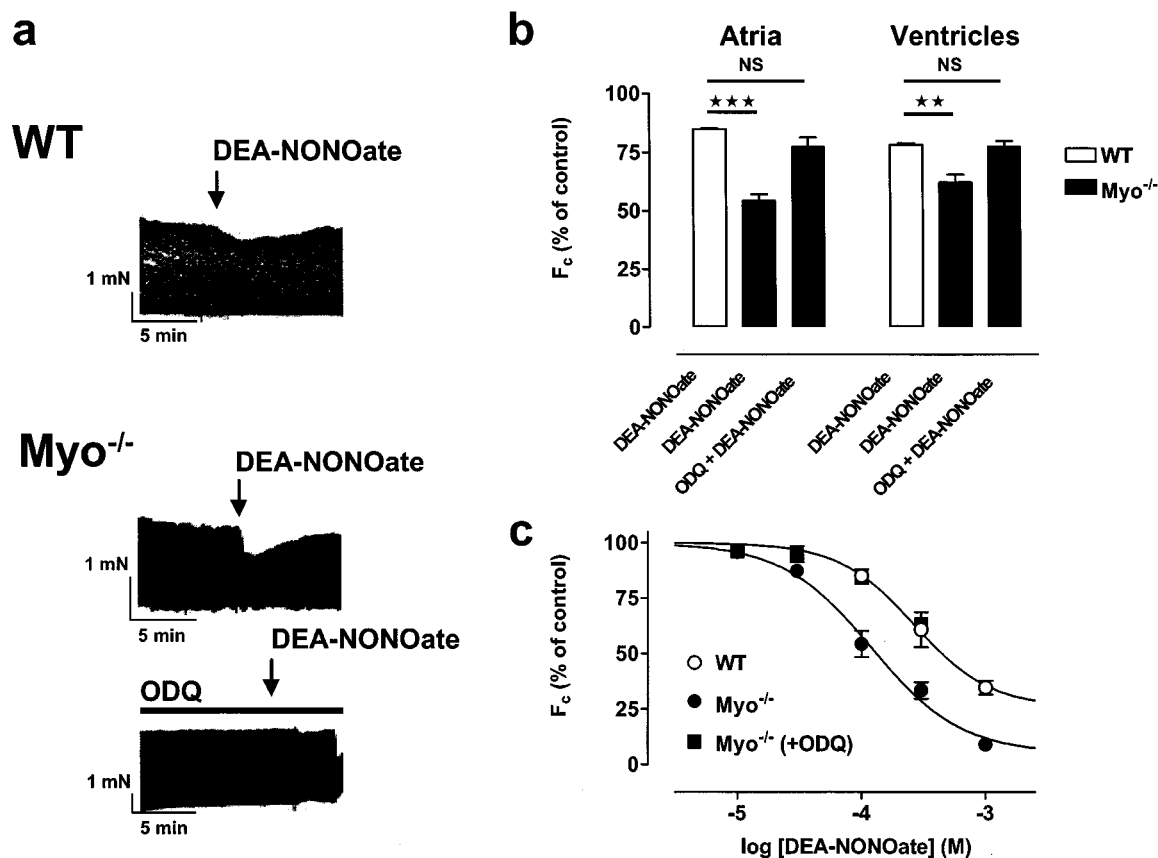 a
WT
DEA-NONOate
1 mN
5 min
Myo-/-
DEA-NONOate
1 mN
5 min
DEA-NONOate
ODQ
1 mN
5 min
b
Atria
Ventricles
NS
NS
★★★
★★
100
75
50
25
0
Fc (% of control)
WT
Myo-/-
DEA-NONOate
DEA-NONOate
ODQ + DEA-NONOate
DEA-NONOate
DEA-NONOate
ODQ + DEA-NONOate
c
100
75
50
25
0
Fc (% of control)
WT
Myo-/-
Myo-/- (+ODQ)
-5
-4
-3
log [DEA-NONOate] (M)